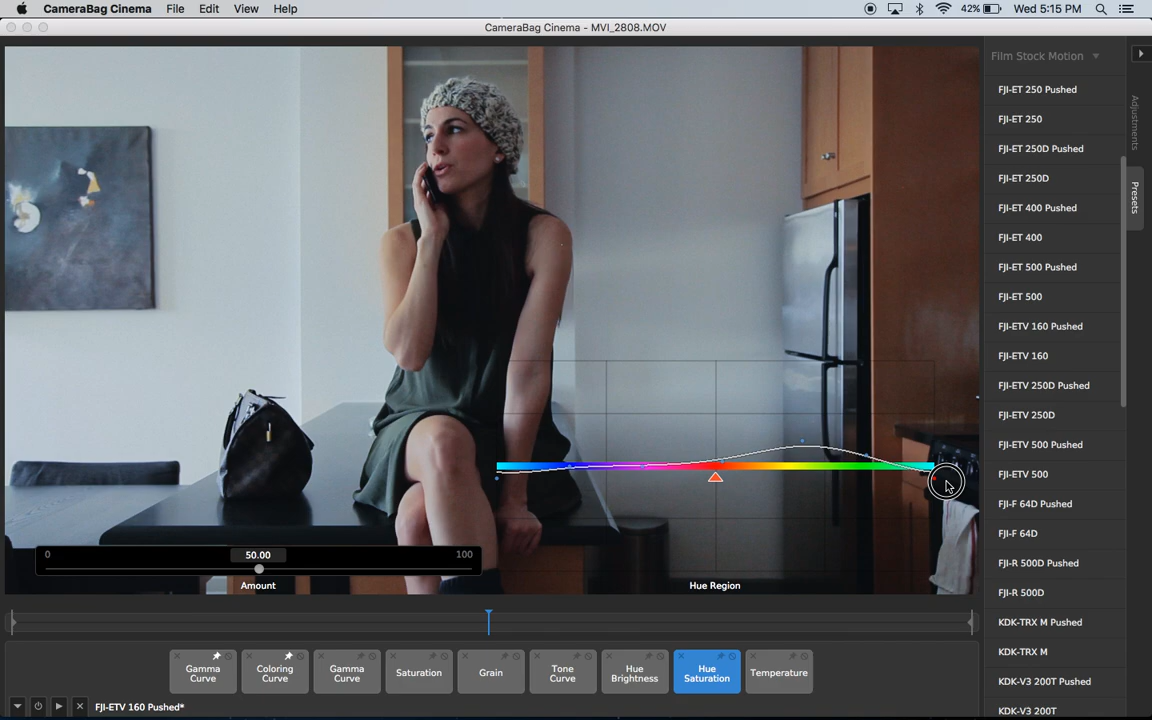 CameraBag Cinema File Edit View Help
42% Wed 5:15 PM
CameraBag Cinema - MVI_2808.MOV
Film Stock Motion
FJI-ET 250 Pushed
FJI-ET 250
FJI-ET 250D Pushed
FJI-ET 250D
FJI-ET 400 Pushed
FJI-ET 400
FJI-ET 500 Pushed
FJI-ET 500
FJI-ETV 160 Pushed
FJI-ETV 160
FJI-ETV 250D Pushed
FJI-ETV 250D
FJI-ETV 500 Pushed
FJI-ETV 500
FJI-F 64D Pushed
FJI-F 64D
FJI-R 500D Pushed
FJI-R 500D
KDK-TRX M Pushed
KDK-TRX M
KDK-V3 200T Pushed
KDK-V3 200T
Adjustments
Presets
0 50.00 100
Amount
Hue Region
Gamma Curve
Coloring Curve
Gamma Curve
Saturation
Grain
Tone Curve
Hue Brightness
Hue Saturation
Temperature
FJI-ETV 160 Pushed*